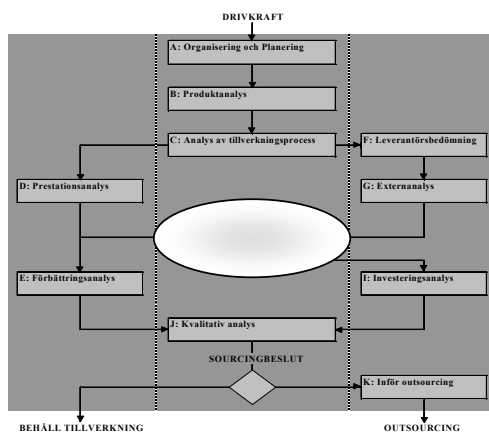 DRIVKRAFT
A: Organisering och Planering
B: Produktanalys
C: Analys av tillverkningsprocess
F: Leverantörsbedömning
D: Prestationsanalys
G: Externanalys
E: Förbättringsanalys
I: Investeringsanalys
J: Kvalitativ analys
SOURCINGBESLUT
K: Inför outsourcing
BEHÅLL TILLVERKNING
OUTSOURCING